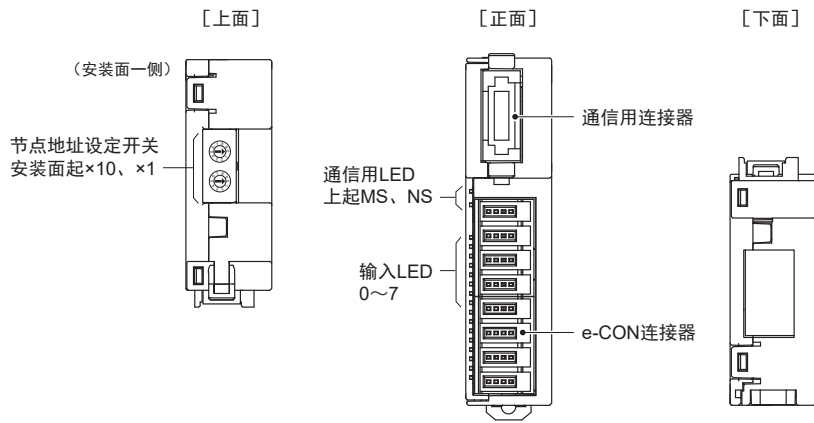 ［上面］
［正面］
［下面］
（安装面一侧）
节点地址设定开关
安装面起×10、×1
通信用连接器
通信用LED
上起MS、NS
输入LED
0～7
e-CON连接器